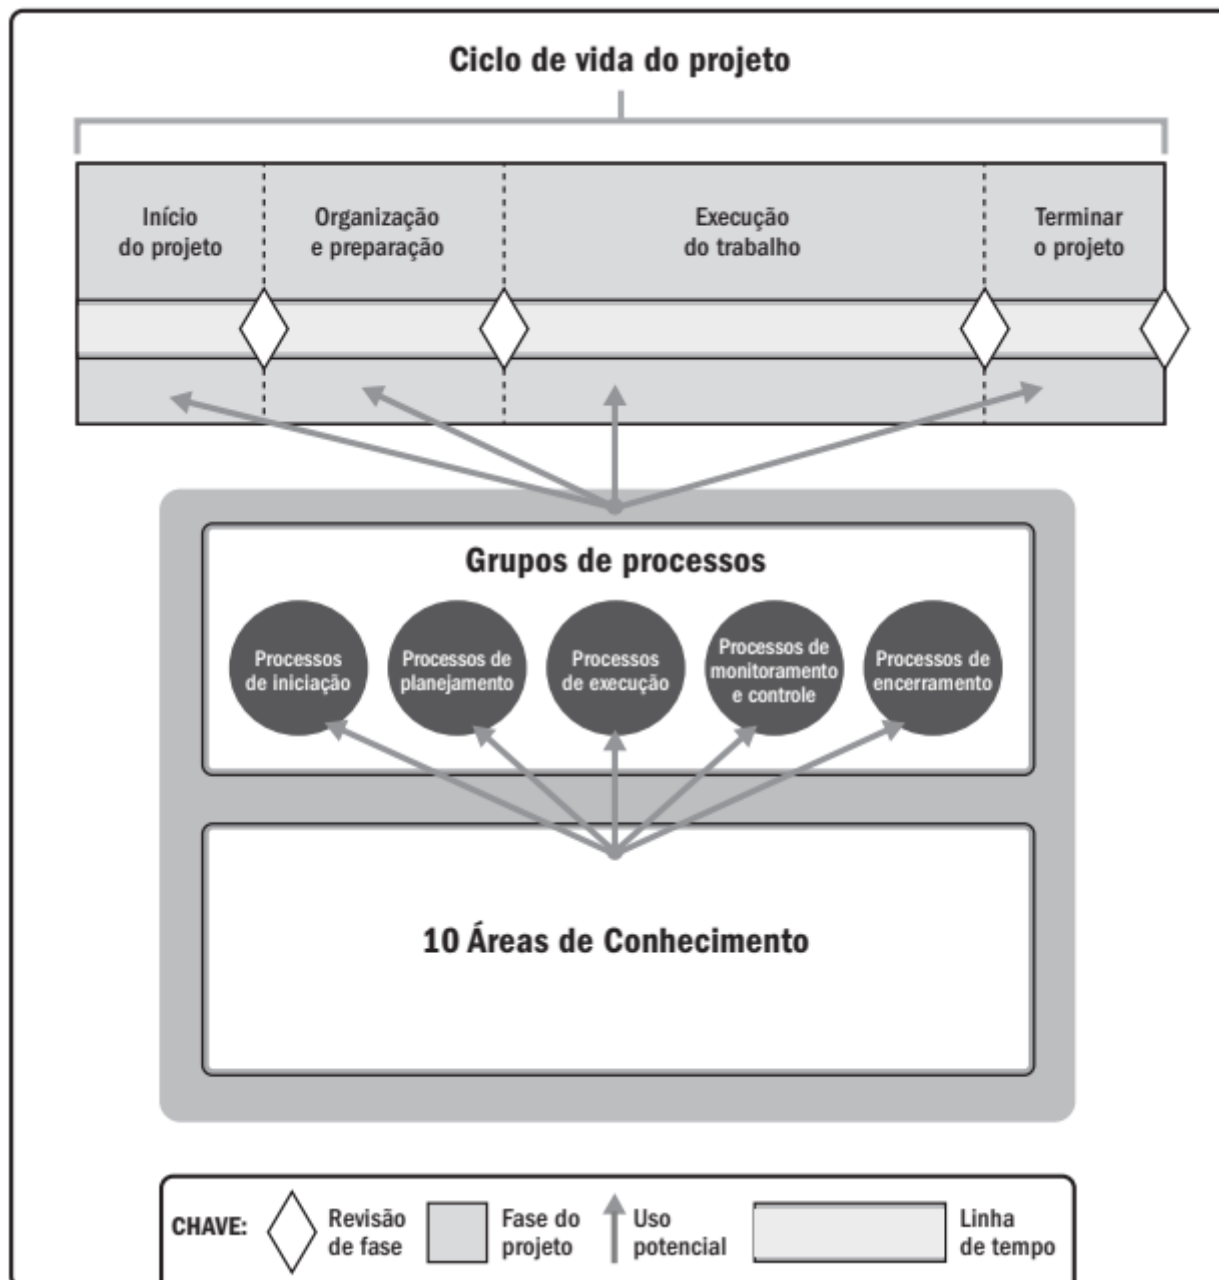 Ciclo de vida do projeto
Início
do projeto
Organização
e preparação
Execução
do trabalho
Terminar
o projeto
Grupos de processos
Processos
de iniciação
Processos de
planejamento
Processos
de execução
Processos de
monitoramento
e controle
Processos de
encerramento
10 Áreas de Conhecimento
CHAVE:
Revisão
de fase
Fase do
projeto
Uso
potencial
Linha
de tempo